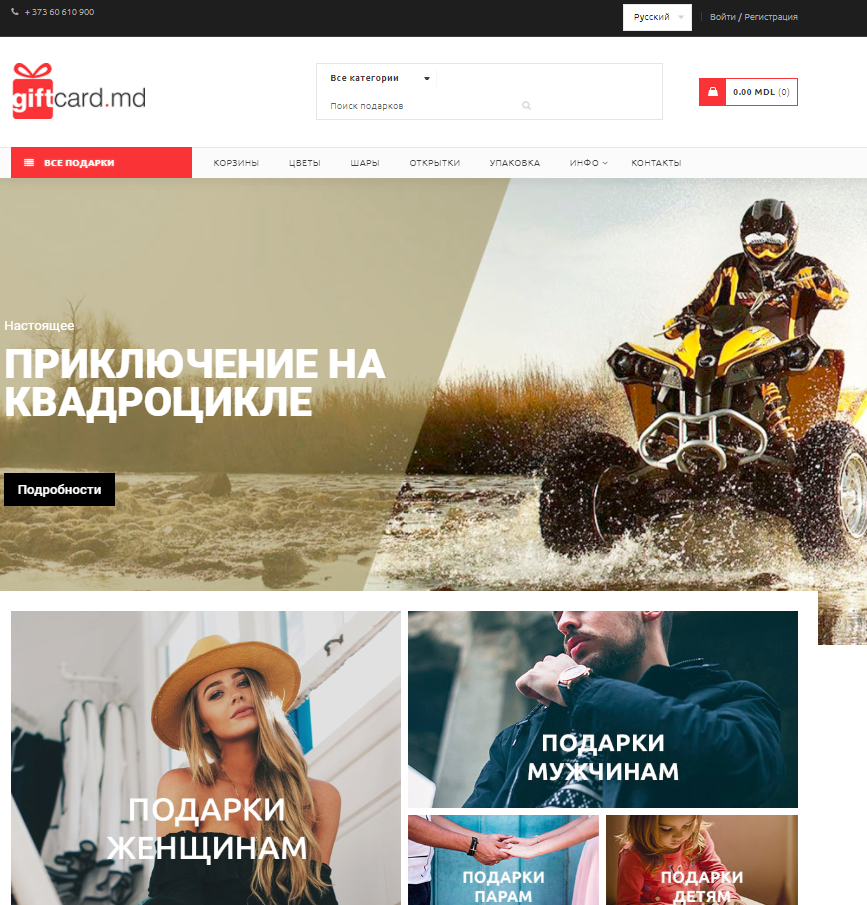 + 373 60 610 900
Русский
Войти / Регистрация
giftcard.md
Все категории
Поиск подарков
0.00 MDL (0)
ВСЕ ПОДАРКИ
КОРЗИНЫ
ЦВЕТЫ
ШАРЫ
ОТКРЫТКИ
УПАКОВКА
ИНФО
КОНТАКТЫ
Настоящее
ПРИКЛЮЧЕНИЕ НА
КВАДРОЦИКЛЕ
Подробности
ПОДАРКИ
ЖЕНЩИНАМ
ПОДАРКИ
МУЖЧИНАМ
ПОДАРКИ
ПАРАМ
ПОДАРКИ
ДЕТЯМ